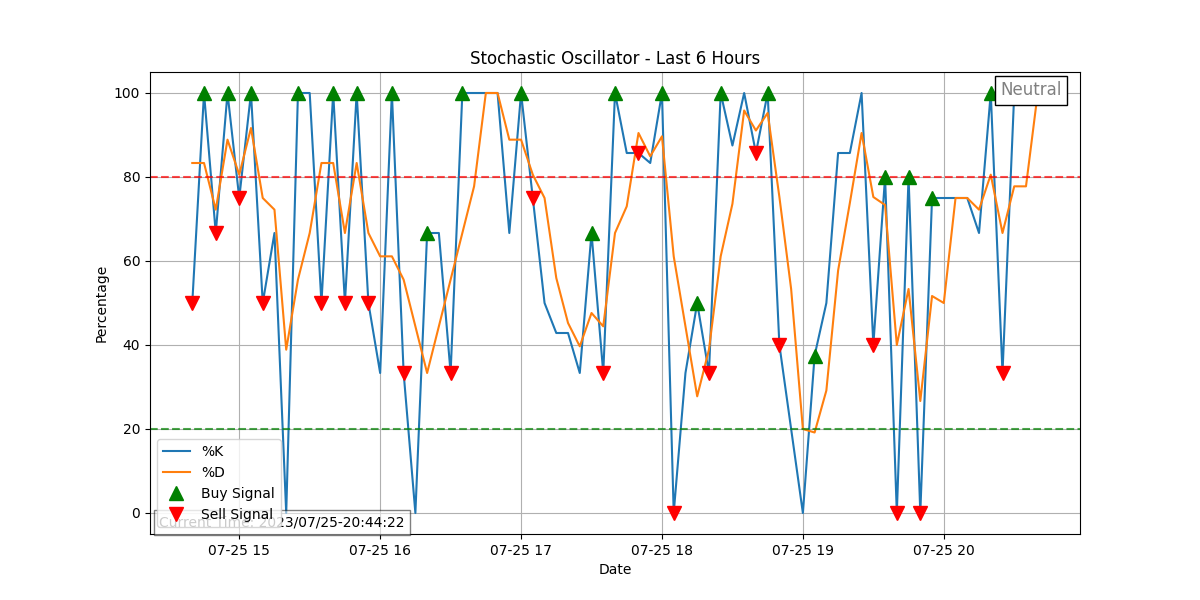 Stochastic Oscillator - Last 6 Hours
Neutral
100
80
60
40
20
0
Percentage
%K
%D
Buy Signal
Sell Signal
Current Time: 2023/07/25-20:44:22
07-25 15
07-25 16
07-25 17
07-25 18
07-25 19
07-25 20
Date